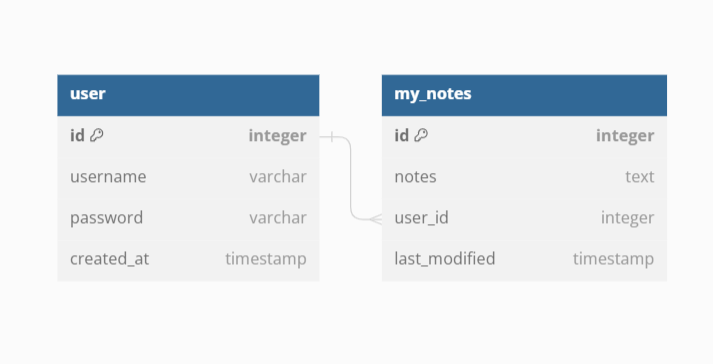 user
id integer
username varchar
password varchar
created_at timestamp
my_notes
id integer
notes text
user_id integer
last_modified timestamp